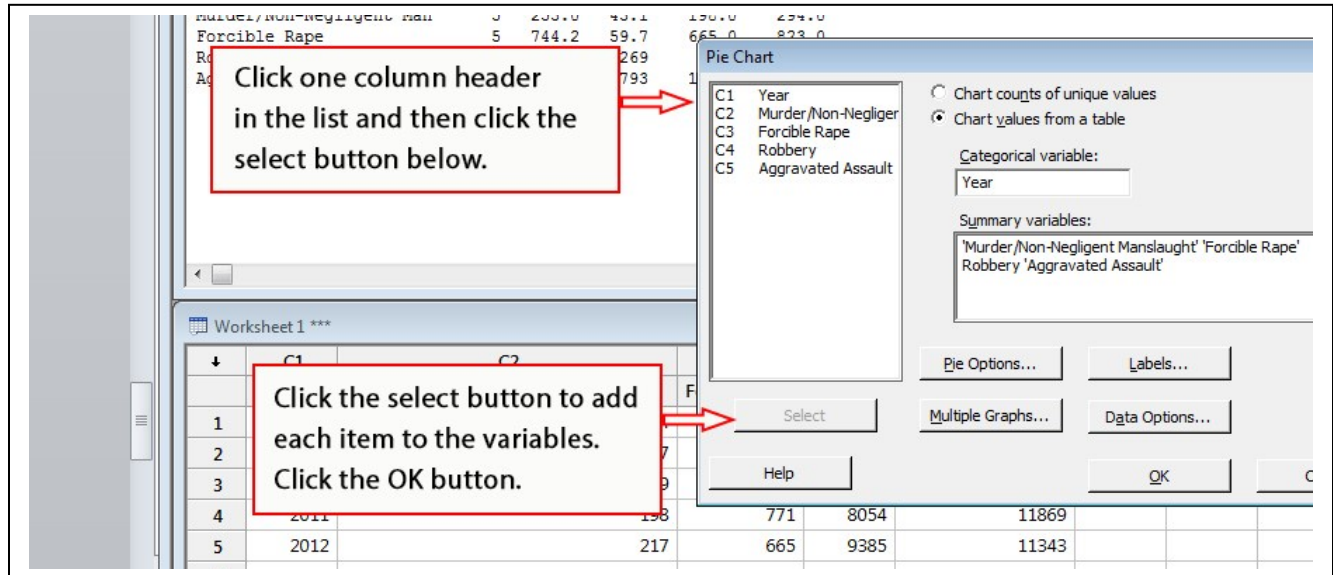 Forcible Rape 5 744.2 59.7 665.0 823.0
269
793
Click one column header
in the list and then click the
select button below.
Pie Chart
C1 Year
C2 Murder/Non-Negliger
C3 Forcible Rape
C4 Robbery
C5 Aggravated Assault
Chart counts of unique values
Chart values from a table
Categorical variable:
Year
Summary variables:
'Murder/Non-Negligent Manslaught' 'Forcible Rape'
Robbery 'Aggravated Assault'
Pie Options... Labels...
Select Multiple Graphs... Data Options...
Help OK
Worksheet 1 ***
C1 C2
Click the select button to add
each item to the variables.
Click the OK button.
1
2
3
4 2011 198 771 8054 11869
5 2012 217 665 9385 11343